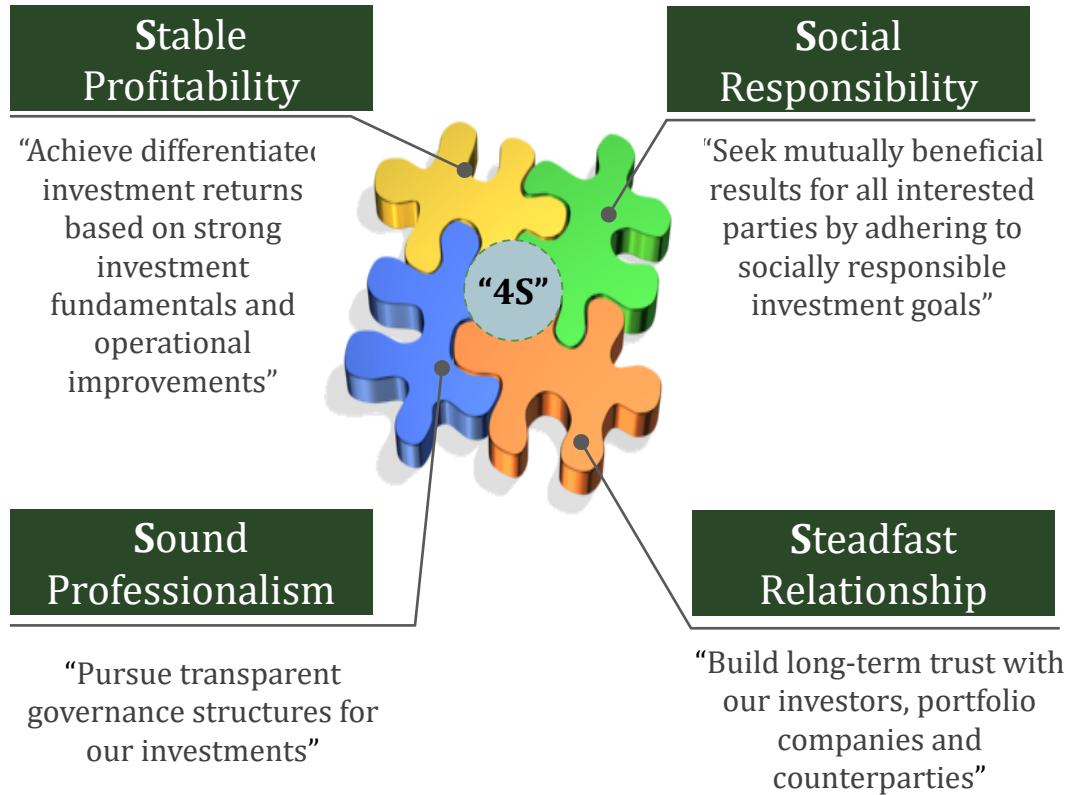 Stable
Profitability
“Achieve differentiated
investment returns
based on strong
investment
fundamentals and
operational
improvements”
Social
Responsibility
“Seek mutually beneficial
results for all interested
parties by adhering to
socially responsible
investment goals”
“4S”
Sound
Professionalism
“Pursue transparent
governance structures for
our investments”
Steadfast
Relationship
“Build long-term trust with
our investors, portfolio
companies and
counterparties”